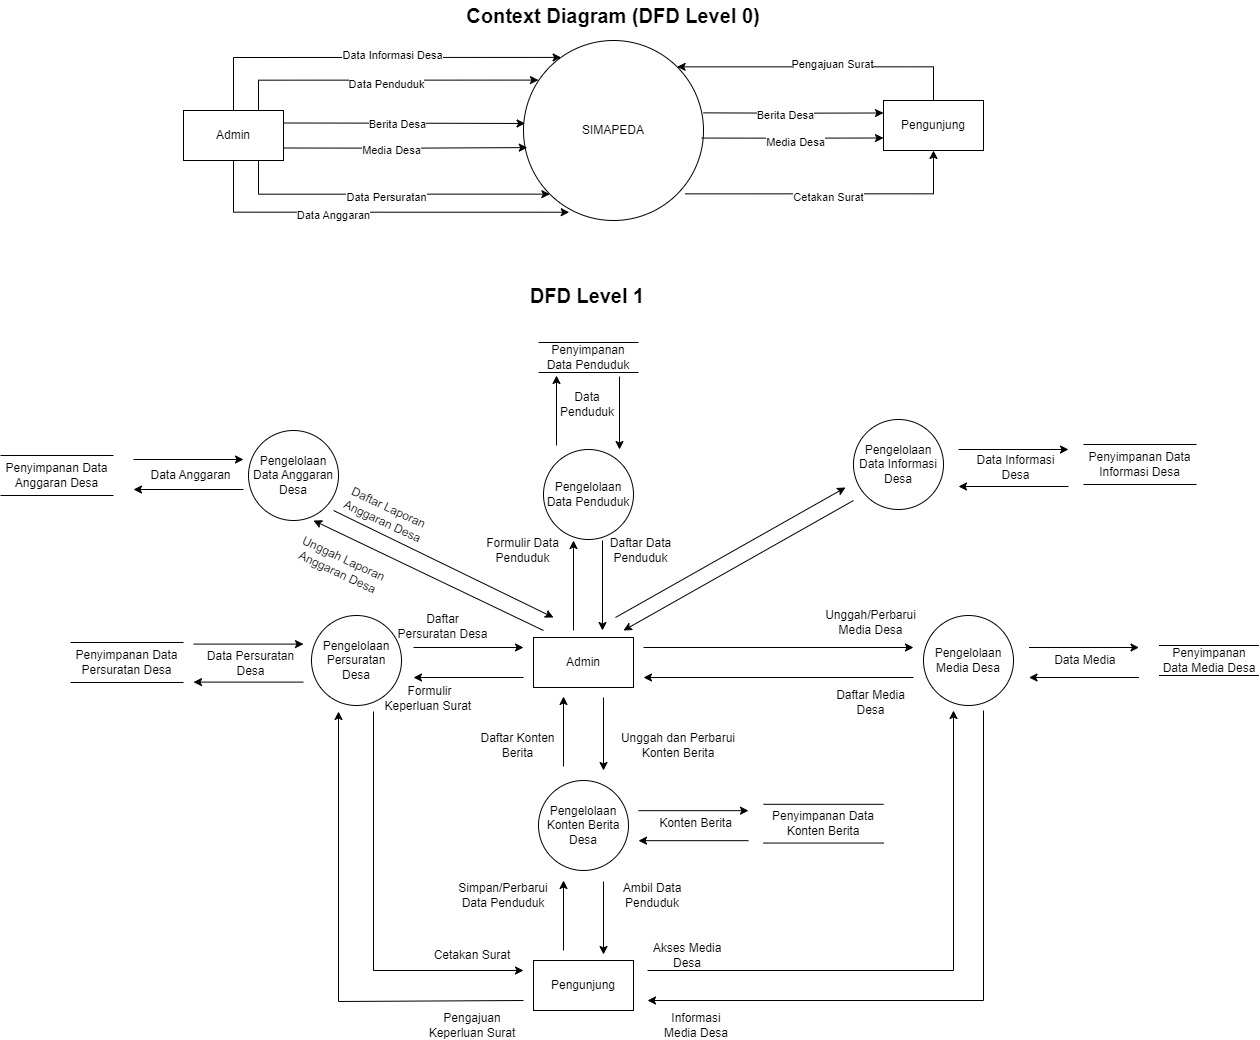 Context Diagram (DFD Level 0)
Data Informasi Desa
Data Penduduk
Berita Desa
Media Desa
Data Persuratan
Data Anggaran
Admin
SIMAPEDA
Pengajuan Surat
Berita Desa
Media Desa
Cetakan Surat
Pengunjung
DFD Level 1
Penyimpanan
Data Penduduk
Data
Penduduk
Pengelolaan
Data Penduduk
Formulir Data
Penduduk
Daftar Data
Penduduk
Penyimpanan Data
Anggaran Desa
Data Anggaran
Pengelolaan
Data Anggaran
Desa
Daftar Laporan
Anggaran Desa
Unggah Laporan
Anggaran Desa
Pengelolaan
Data Informasi
Desa
Data Informasi
Desa
Penyimpanan Data
Informasi Desa
Penyimpanan Data
Persuratan Desa
Data Persuratan
Desa
Pengelolaan
Persuratan
Desa
Daftar
Persuratan Desa
Formulir
Keperluan Surat
Admin
Unggah/Perbarui
Media Desa
Daftar Media
Desa
Pengelolaan
Media Desa
Data Media
Penyimpanan
Data Media Desa
Daftar Konten
Berita
Unggah dan Perbarui
Konten Berita
Pengelolaan
Konten Berita
Desa
Konten Berita
Penyimpanan Data
Konten Berita
Simpan/Perbarui
Data Penduduk
Ambil Data
Penduduk
Cetakan Surat
Akses Media
Desa
Pengunjung
Pengajuan
Keperluan Surat
Informasi
Media Desa